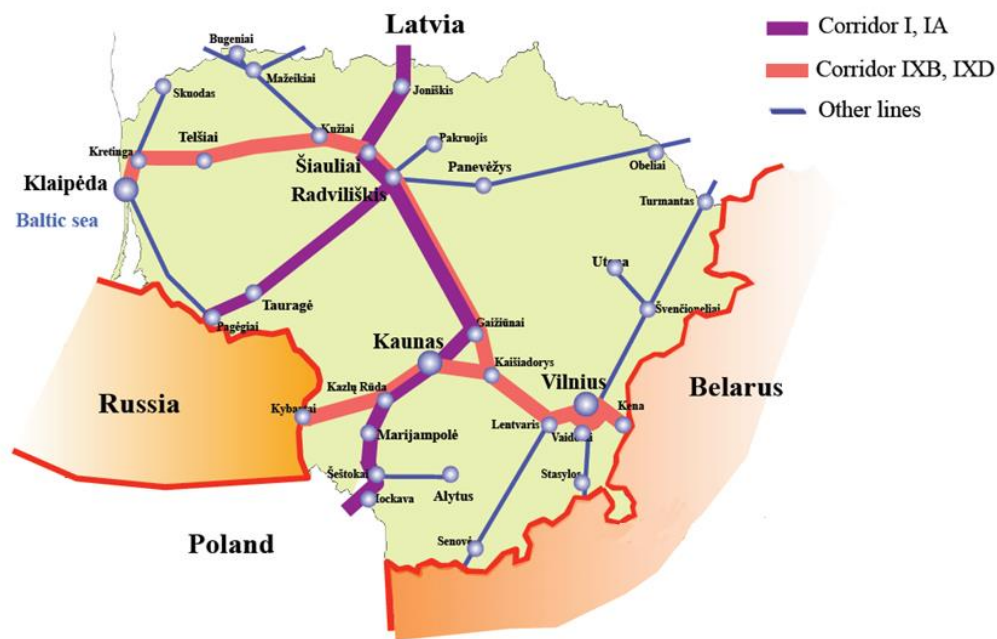 Latvia
Corridor I, IA
Corridor IXB, IXD
Other lines
Bugeniai
Mažeikiai
Skuodas
Joniškis
Telšiai
Kužiai
Pakruojis
Kretinga
Šiauliai
Panevėžys
Obeliai
Klaipėda
Radviliškis
Turmantas
Baltic sea
Utena
Tauragė
Švenčioneliai
Pagėgiai
Gaižiūnai
Kaunas
Kaišiadorys
Vilnius
Belarus
Russia
Kazlų Rūda
Kybartai
Kena
Lentvaris
Marijampolė
Šeštokai
Stasylos
Alytus
Poland
Senovė